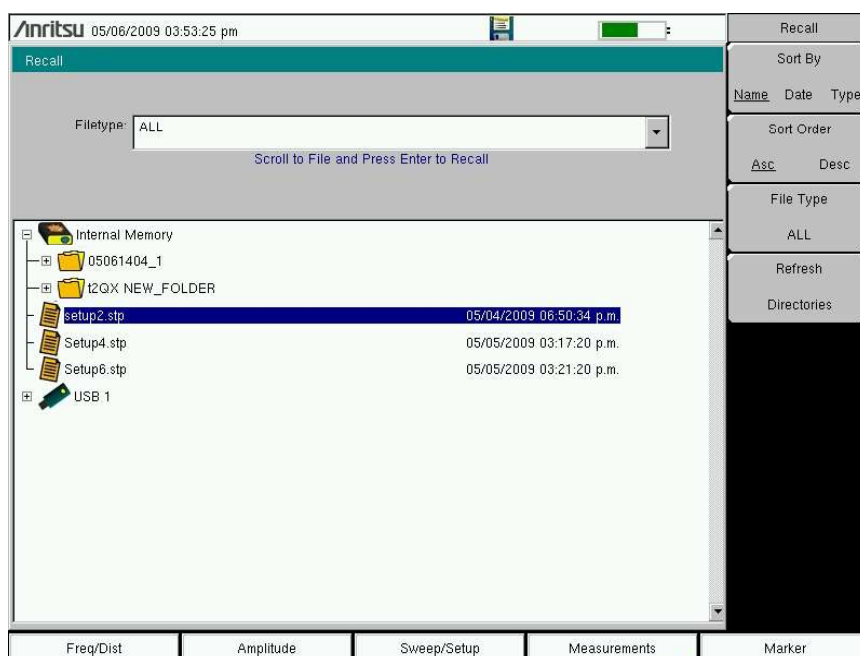 Anritsu 05/06/2009 03:53:25 pm
Recall
Filetype: ALL
Scroll to File and Press Enter to Recall
Internal Memory
05061404_1
t2QX NEW_FOLDER
setup2.stp 05/04/2009 06:50:34 p.m.
Setup4.stp 05/05/2009 03:17:20 p.m.
Setup6.stp 05/05/2009 03:21:20 p.m.
USB 1
Recall
Sort By
Name Date Type
Sort Order
Asc Desc
File Type
ALL
Refresh
Directories
Freq/Dist Amplitude Sweep/Setup Measurements Marker